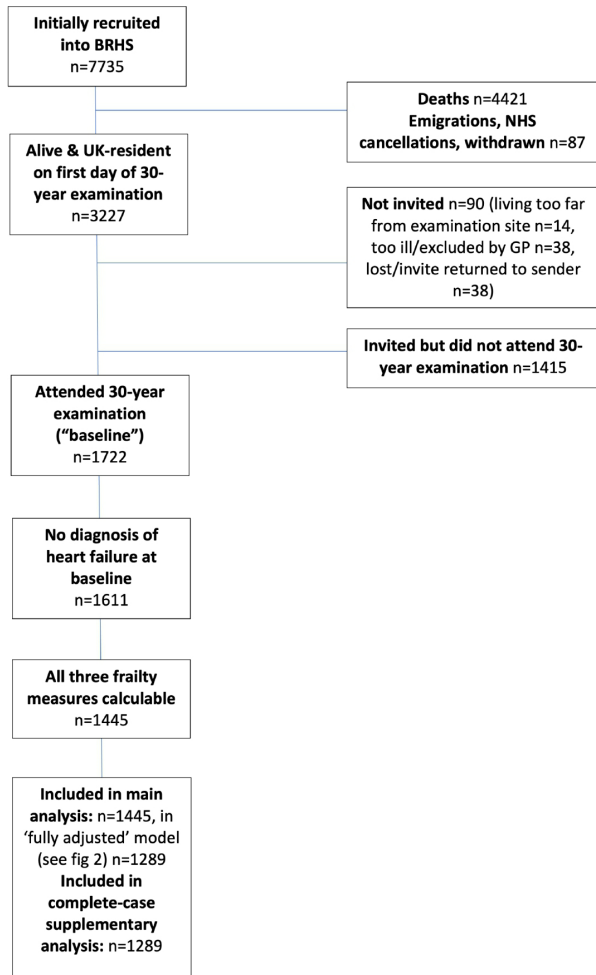 Initially recruited
into BRHS
n=7735
Deaths n=4421
Emigrations, NHS
cancellations, withdrawn n=87
Alive & UK-resident
on first day of 30-
year examination
n=3227
Not invited n=90 (living too far
from examination site n=14,
too ill/excluded by GP n=38,
lost/invite returned to sender
n=38)
Invited but did not attend 30-
year examination n=1415
Attended 30-year
examination
(“baseline”)
n=1722
No diagnosis of
heart failure at
baseline
n=1611
All three frailty
measures calculable
n=1445
Included in main
analysis: n=1445, in
‘fully adjusted’ model
(see fig 2) n=1289
Included in
complete-case
supplementary
analysis: n=1289